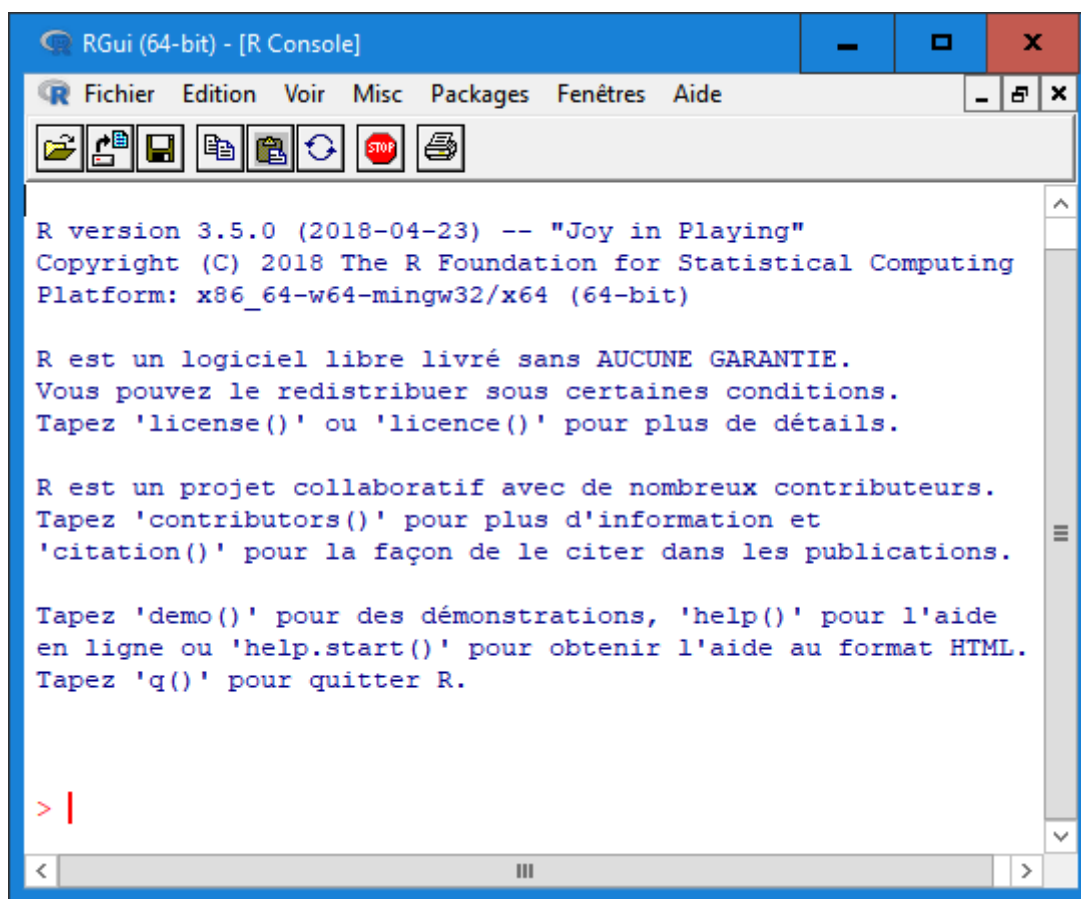 RGui (64-bit) - [R Console]
Fichier Edition Voir Misc Packages Fenêtres Aide
STOP
R version 3.5.0 (2018-04-23) -- "Joy in Playing"
Copyright (C) 2018 The R Foundation for Statistical Computing
Platform: x86_64-w64-mingw32/x64 (64-bit)
R est un logiciel libre livré sans AUCUNE GARANTIE.
Vous pouvez le redistribuer sous certaines conditions.
Tapez 'license()' ou 'licence()' pour plus de détails.
R est un projet collaboratif avec de nombreux contributeurs.
Tapez 'contributors()' pour plus d'information et
'citation()' pour la façon de le citer dans les publications.
Tapez 'demo()' pour des démonstrations, 'help()' pour l'aide
en ligne ou 'help.start()' pour obtenir l'aide au format HTML.
Tapez 'q()' pour quitter R.
>